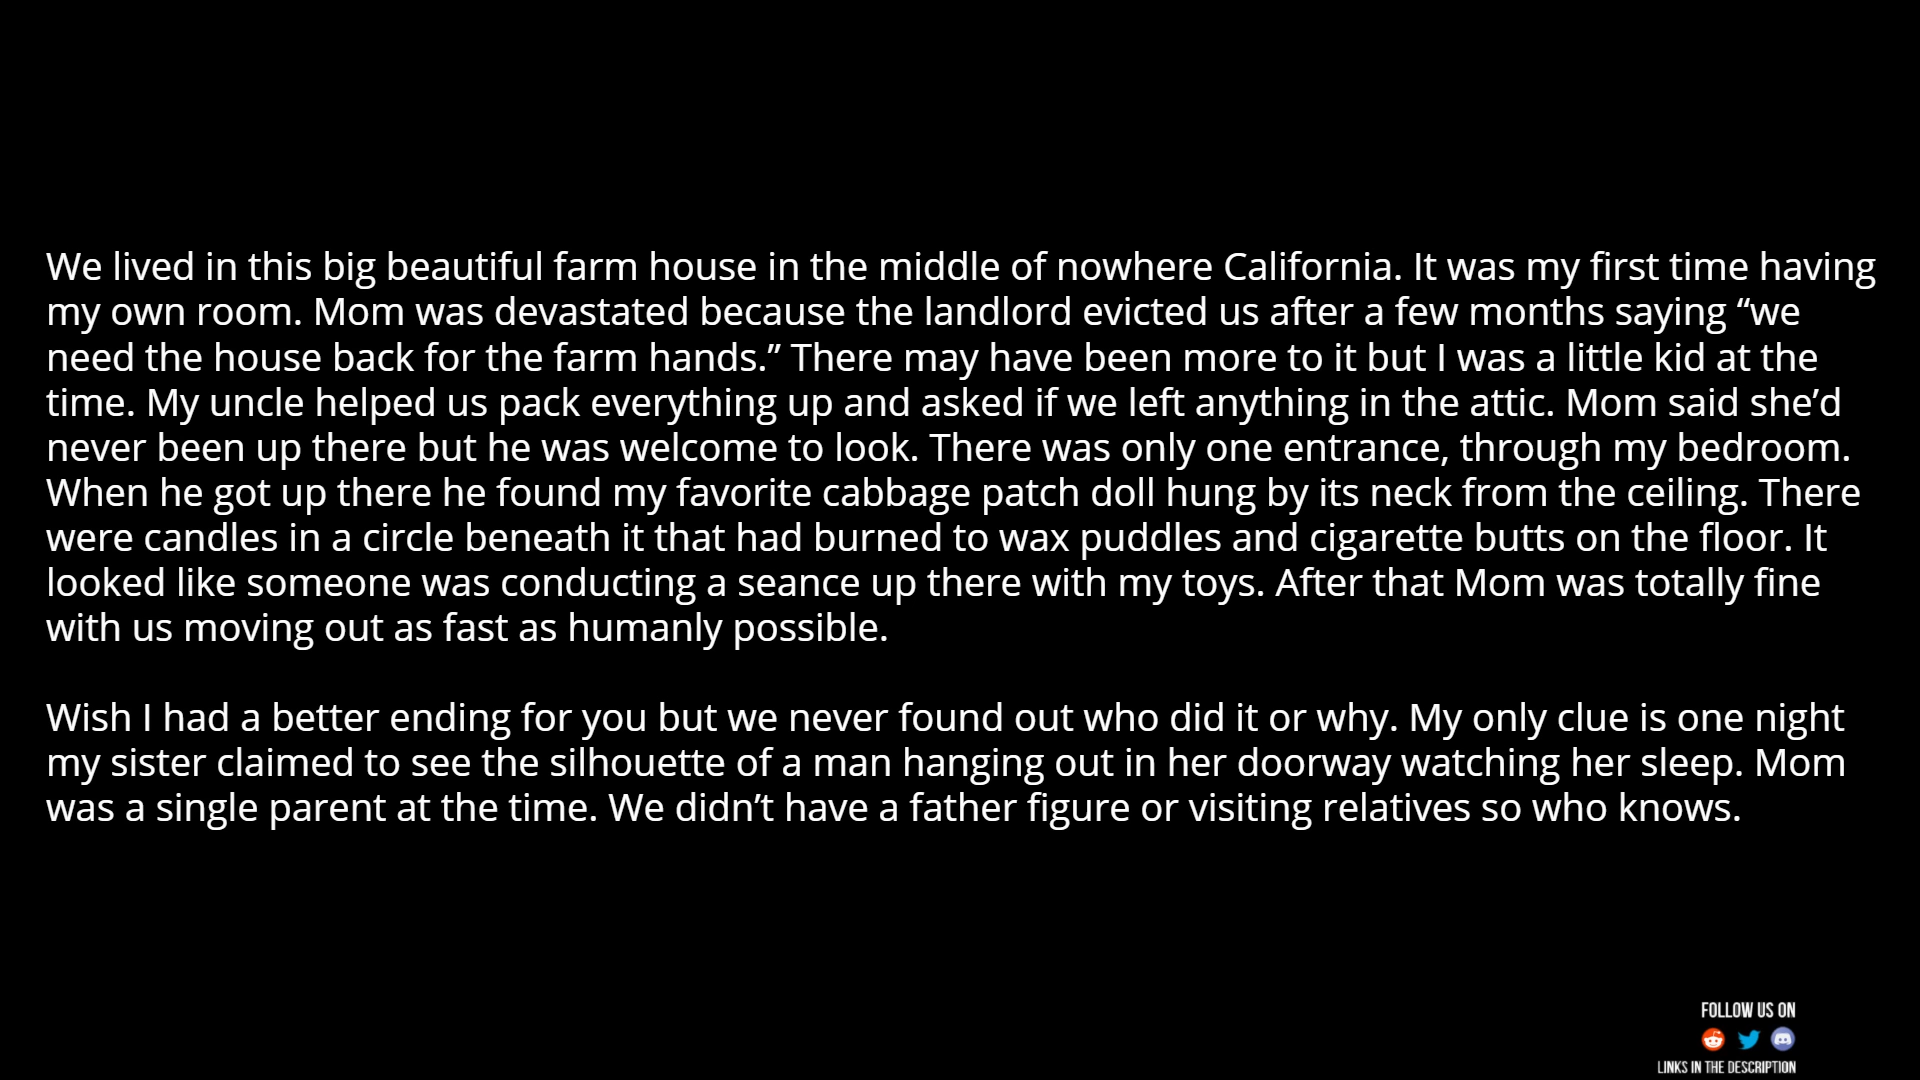 We lived in this big beautiful farm house in the middle of nowhere California. It was my first time having
my own room. Mom was devastated because the landlord evicted us after a few months saying “we
need the house back for the farm hands.” There may have been more to it but I was a little kid at the
time. My uncle helped us pack everything up and asked if we left anything in the attic. Mom said she’d
never been up there but he was welcome to look. There was only one entrance, through my bedroom.
When he got up there he found my favorite cabbage patch doll hung by its neck from the ceiling. There
were candles in a circle beneath it that had burned to wax puddles and cigarette butts on the floor. It
looked like someone was conducting a seance up there with my toys. After that Mom was totally fine
with us moving out as fast as humanly possible.
Wish I had a better ending for you but we never found out who did it or why. My only clue is one night
my sister claimed to see the silhouette of a man hanging out in her doorway watching her sleep. Mom
was a single parent at the time. We didn’t have a father figure or visiting relatives so who knows.
FOLLOW US ON
LINKS IN THE DESCRIPTION